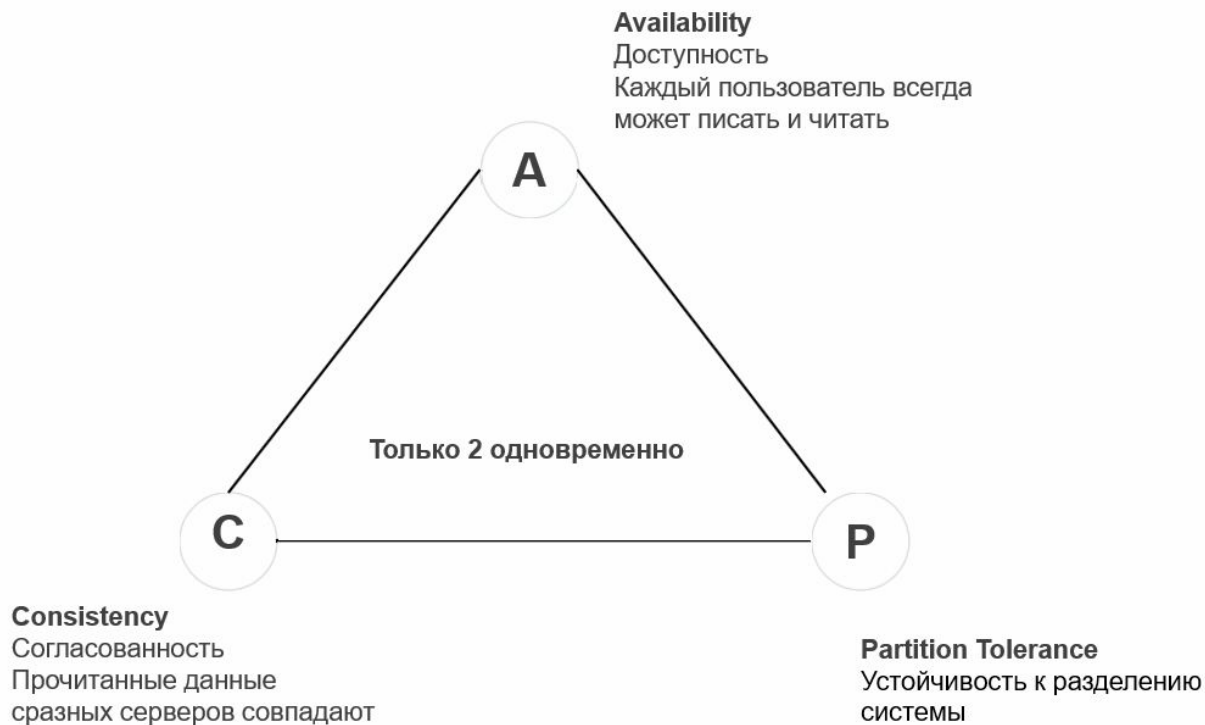 Availability
Доступность
Каждый пользователь всегда
может писать и читать
A
Только 2 одновременно
C
P
Consistency
Согласованность
Прочитанные данные
сразных серверов совпадают
Partition Tolerance
Устойчивость к разделению
системы